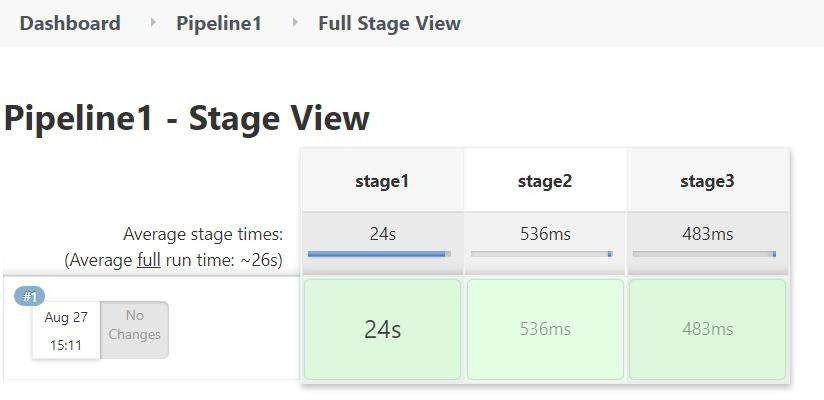 Dashboard Pipeline1 Full Stage View
Pipeline1 - Stage View
stage1 stage2 stage3
Average stage times: 24s 536ms 483ms
(Average full run time: ~26s)
#1
Aug 27 No
Changes
15:11
24s 536ms 483ms